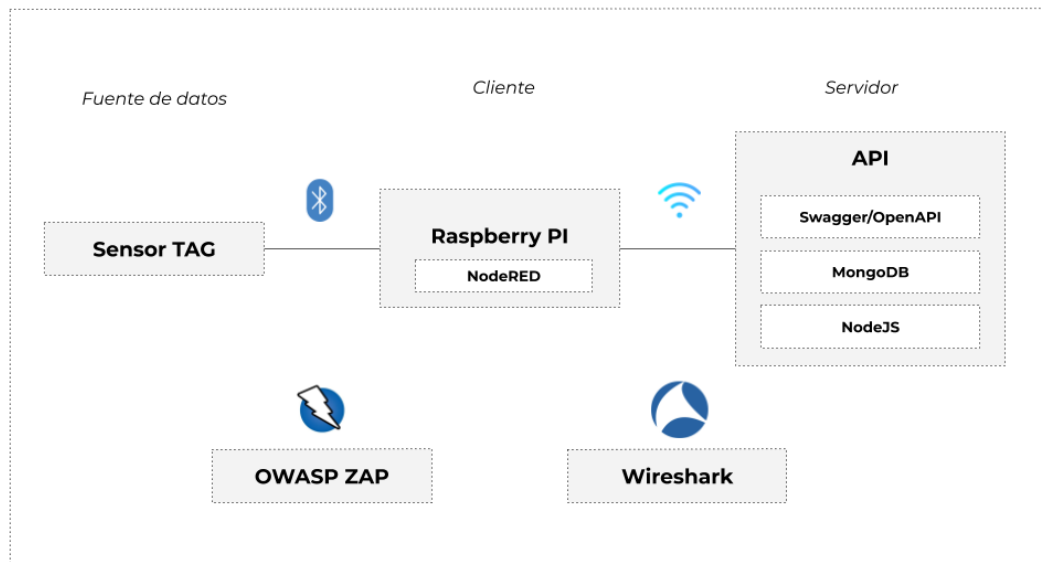 Fuente de datos
Cliente
Servidor
Sensor TAG
Raspberry PI
NodeRED
API
Swagger/OpenAPI
MongoDB
NodeJS
OWASP ZAP
Wireshark